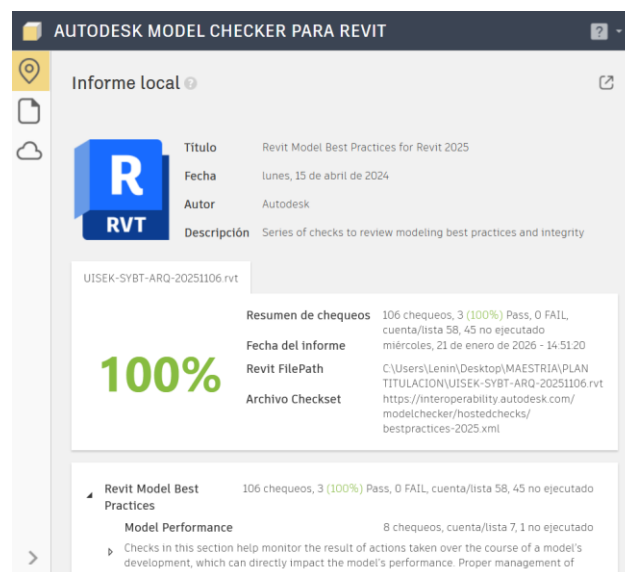 AUTODESK MODEL CHECKER PARA REVIT
?
Informe local ?
R
RVT
Título Revit Model Best Practices for Revit 2025
Fecha lunes, 15 de abril de 2024
Autor Autodesk
Descripción Series of checks to review modeling best practices and integrity
UISEK-SYBT-ARQ-20251106.rvt
100%
Resumen de chequeos 106 chequeos, 3 (100%) Pass, 0 FAIL,
cuenta/lista 58, 45 no ejecutado
Fecha del informe miércoles, 21 de enero de 2026 - 14:51:20
Revit FilePath C:\Users\Lenin\Desktop\MAESTRIA\PLAN
TITULACION\UISEK-SYBT-ARQ-20251106.rvt
Archivo Checkset https://interoperability.autodesk.com/
modelchecker/hostedchecks/
bestpractices-2025.xml
Revit Model Best 106 chequeos, 3 (100%) Pass, 0 FAIL, cuenta/lista 58, 45 no ejecutado
Practices
Model Performance 8 chequeos, cuenta/lista 7, 1 no ejecutado
Checks in this section help monitor the result of actions taken over the course of a model's
development, which can directly impact the model's performance. Proper management of